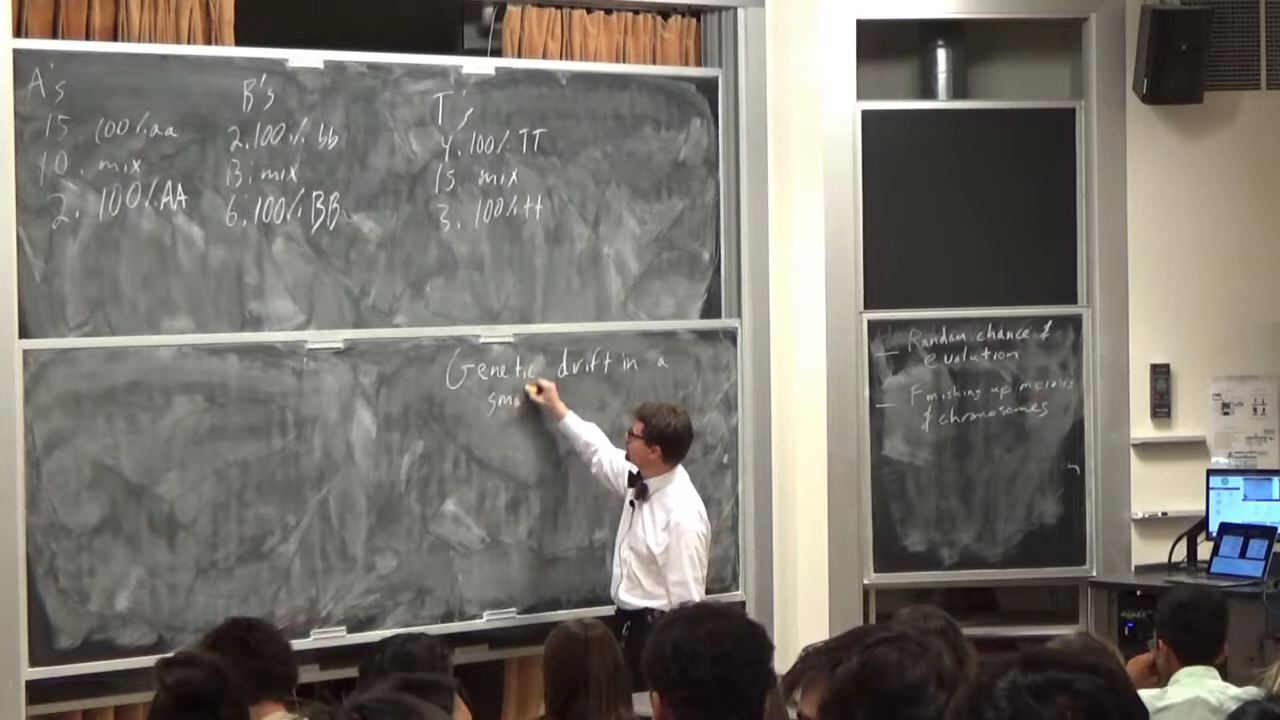 A's
15 100% aa
10. mix
2. 100% AA
B's
2. 100% bb
13: mix
6. 100% BB
T's
4. 100% TT
15 mix
3. 100% tt
Genetic drift in a
sma
— Random chance &
evolution
— Finishing up meiosis
& chromosomes